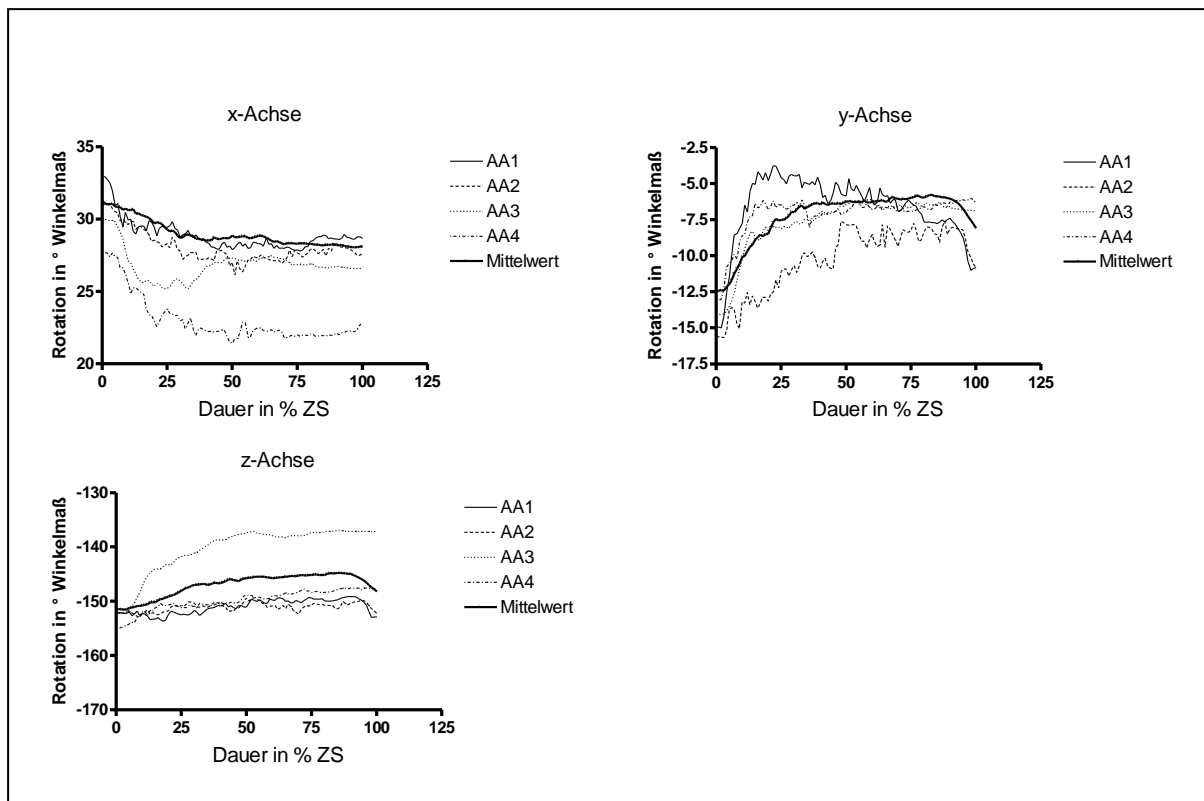 x-Achse
Rotation in ° Winkelmaß
35
30
25
20
0
25
50
75
100
125
Dauer in % ZS
AA1
AA2
AA3
AA4
Mittelwert
y-Achse
Rotation in ° Winkelmaß
-2.5
-5.0
-7.5
-10.0
-12.5
-15.0
-17.5
0
25
50
75
100
125
Dauer in % ZS
AA1
AA2
AA3
AA4
Mittelwert
z-Achse
Rotation in ° Winkelmaß
-130
-140
-150
-160
-170
0
25
50
75
100
125
Dauer in % ZS
AA1
AA2
AA3
AA4
Mittelwert